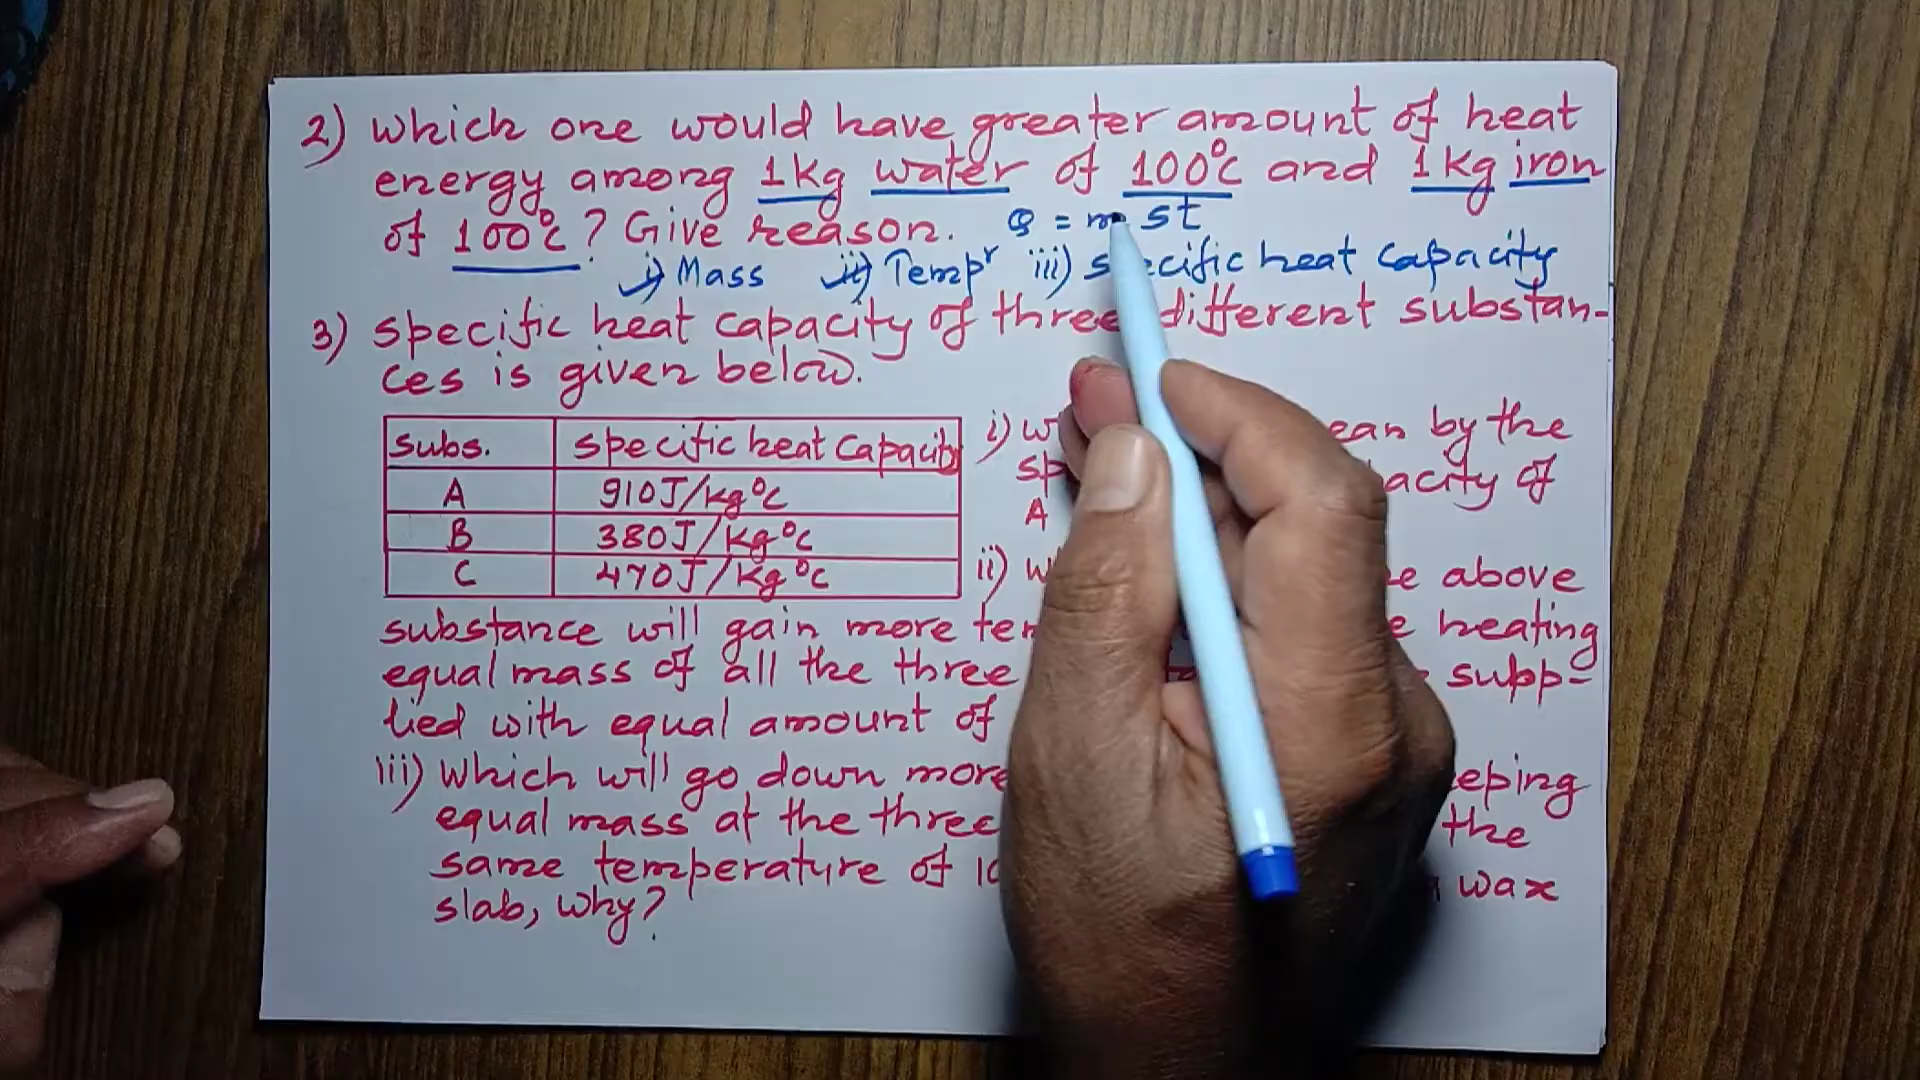 2) which one would have greater amount of heat
energy among 1kg water of 100°c and 1kg iron
of 100°c? Give reason. Q = m st
i) Mass ii) Tempr iii) specific heat capacity
3) specific heat capacity of three different substan-
ces is given below.
Subs. specific heat capacity
A 910J/kg°c
B 380J/kg°c
C 470J/kg°c
i) by the
capacity of
A
ii) above
substance will gain more heating
equal mass of all the three supp-
lied with equal amount of
iii) which will go down more
equal mass at the three the
same temperature of wax
slab, why?